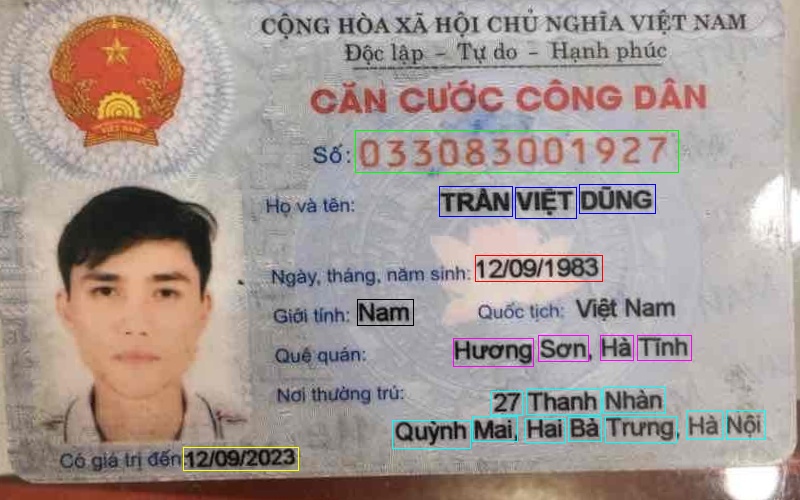 CỘNG HÒA XÃ HỘI CHỦ NGHĨA VIỆT NAM
Độc lập - Tự do - Hạnh phúc
CĂN CƯỚC CÔNG DÂN
Số: 033083001927
Họ và tên: TRẦN VIỆT DŨNG
Ngày, tháng, năm sinh: 12/09/1983
Giới tính: Nam Quốc tịch: Việt Nam
Quê quán: Hương Sơn, Hà Tĩnh
Nơi thường trú: 27 Thanh Nhàn
Quỳnh Mai, Hai Bà Trưng, Hà Nội
Có giá trị đến: 12/09/2023